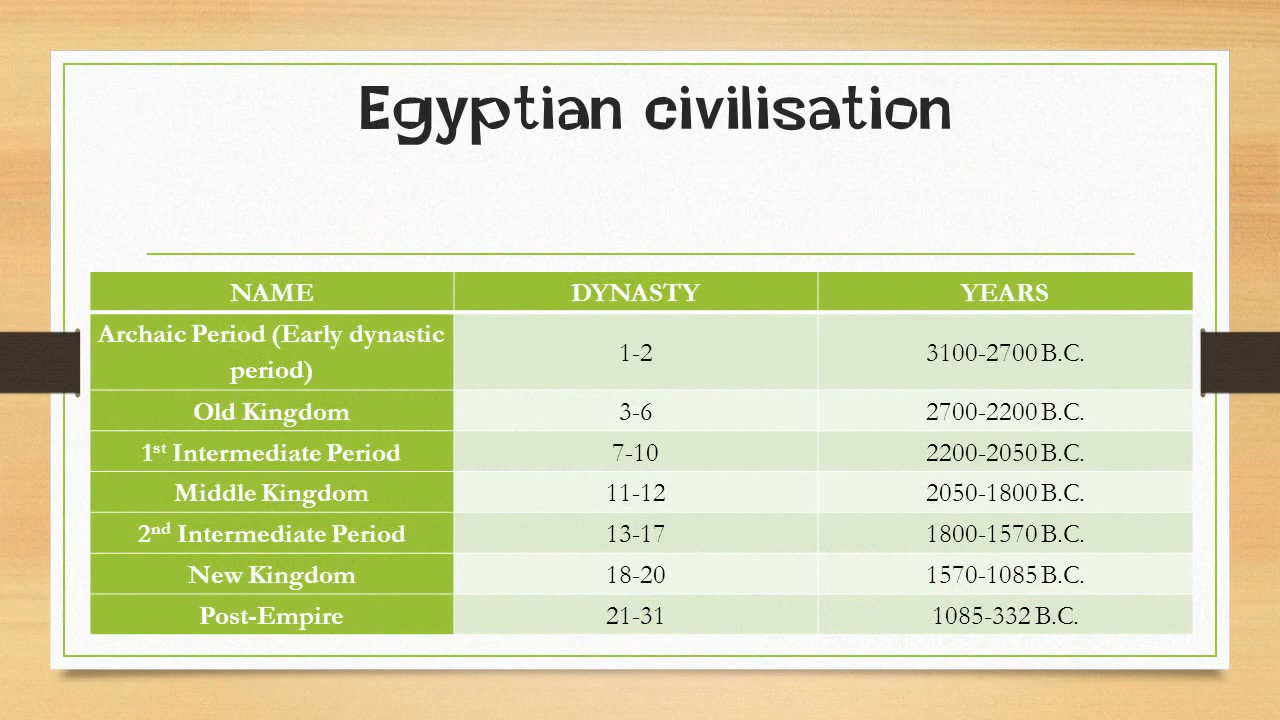 Egyptian civilisation
NAME DYNASTY YEARS
Archaic Period (Early dynastic
period) 1-2 3100-2700 B.C.
Old Kingdom 3-6 2700-2200 B.C.
1st Intermediate Period 7-10 2200-2050 B.C.
Middle Kingdom 11-12 2050-1800 B.C.
2nd Intermediate Period 13-17 1800-1570 B.C.
New Kingdom 18-20 1570-1085 B.C.
Post-Empire 21-31 1085-332 B.C.